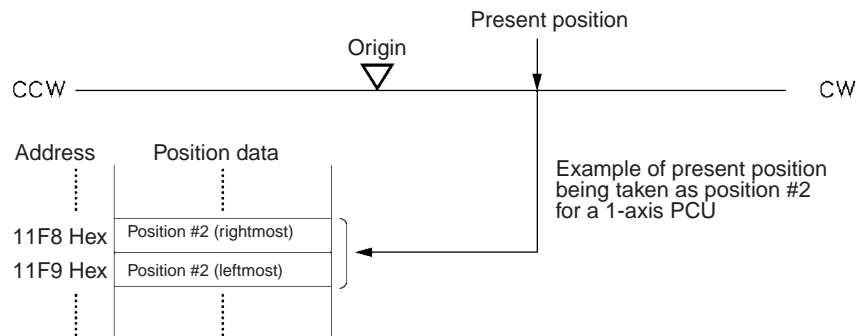 Present position
Origin
CCW
CW
Address
Position data
Example of present position
being taken as position #2
for a 1-axis PCU
11F8 Hex
Position #2 (rightmost)
11F9 Hex
Position #2 (leftmost)